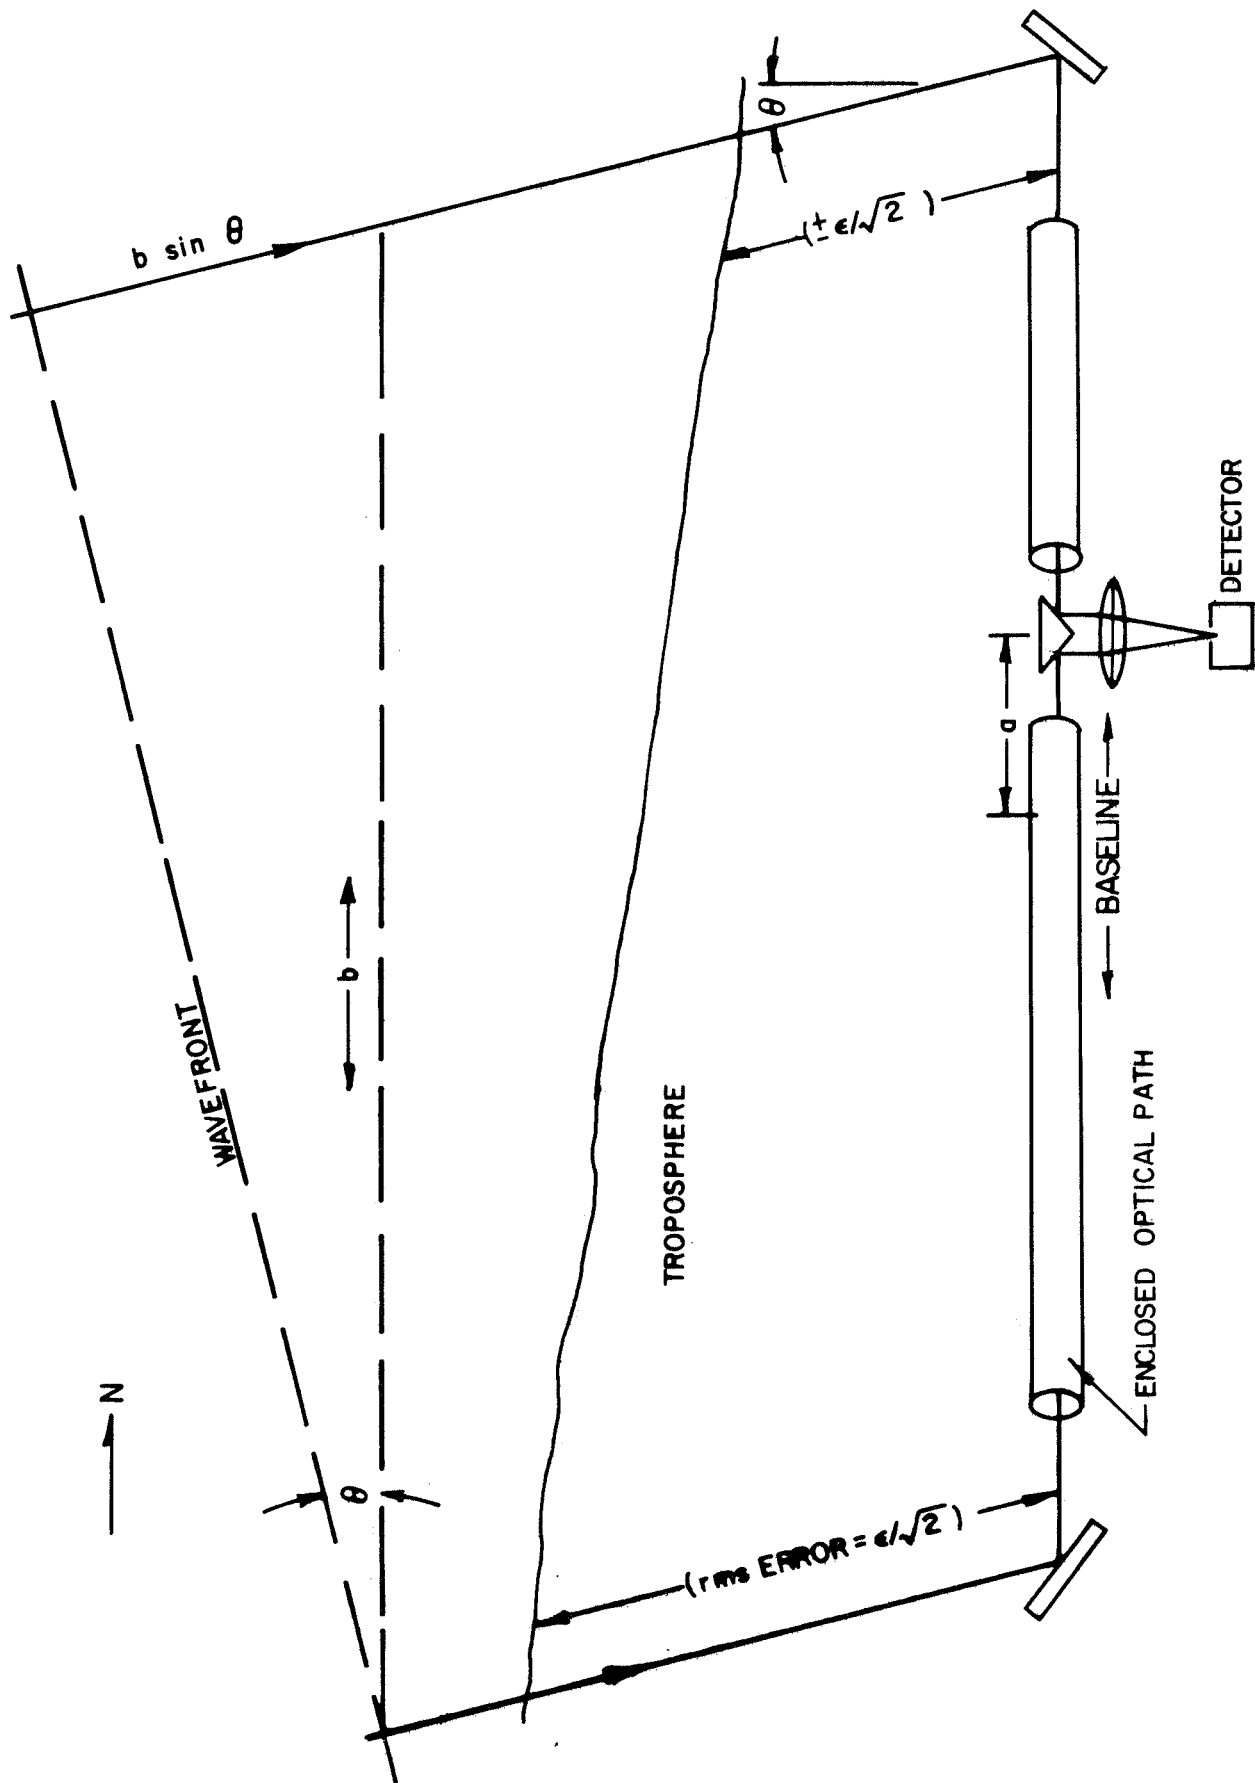 b sin θ
θ
(± ϵ/√2 )
WAVEFRONT
b
N
θ
TROPOSPHERE
a
DETECTOR
BASELINE
ENCLOSED OPTICAL PATH
(rms ERROR = ϵ/√2 )